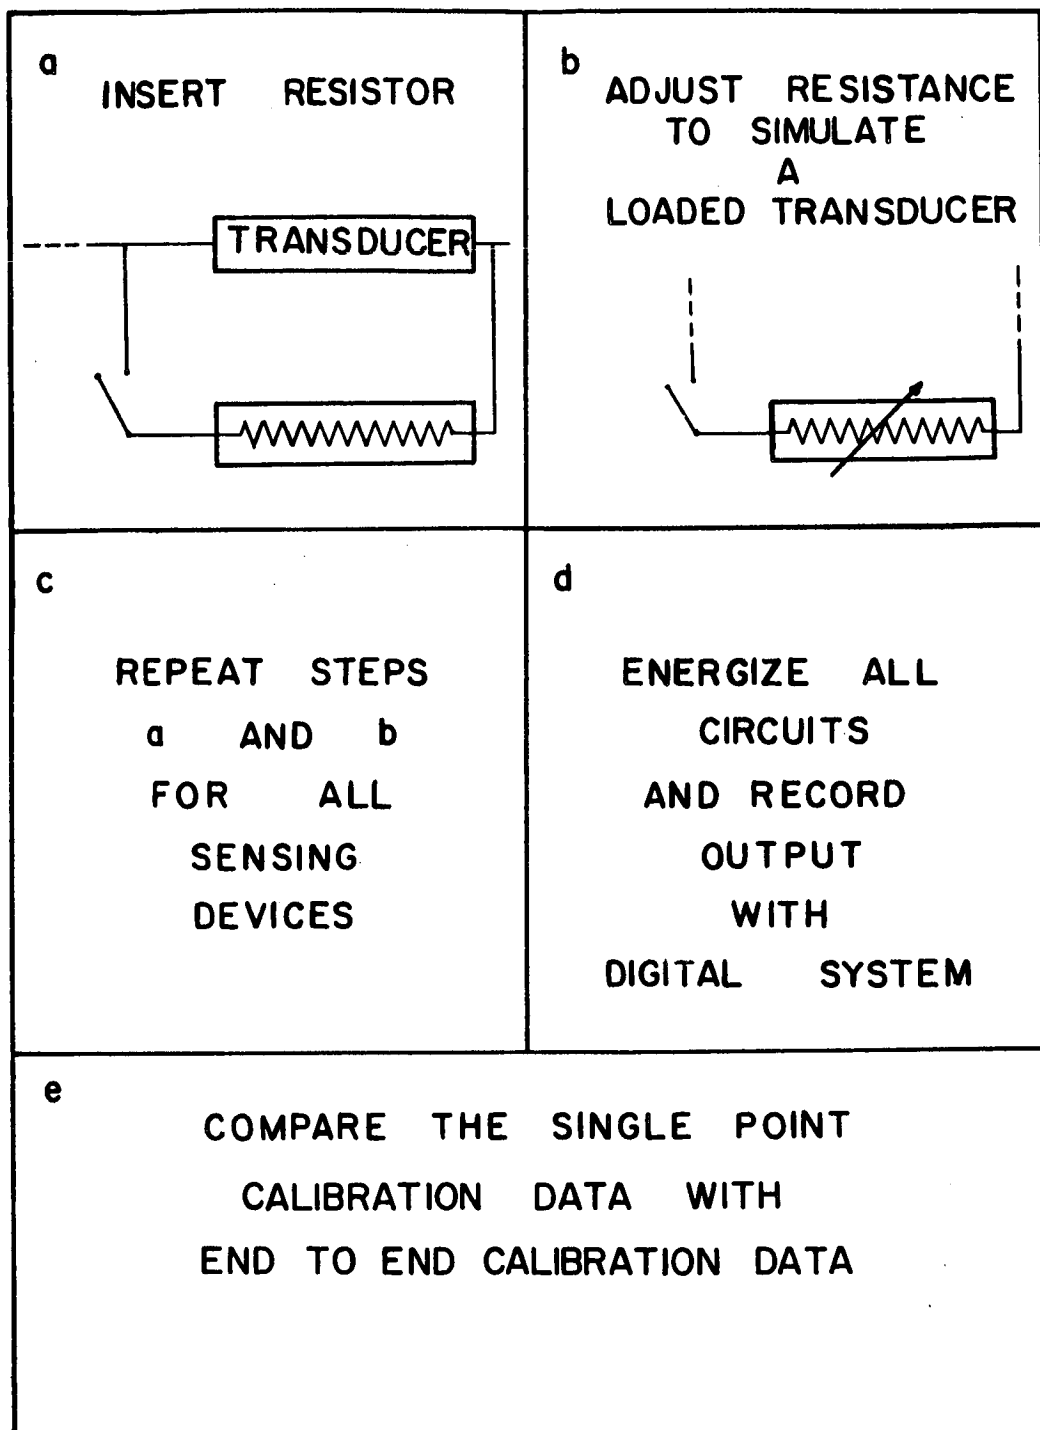 a
INSERT RESISTOR
TRANSDUCER
b
ADJUST RESISTANCE
TO SIMULATE
A
LOADED TRANSDUCER
c
REPEAT STEPS
a AND b
FOR ALL
SENSING
DEVICES
d
ENERGIZE ALL
CIRCUITS
AND RECORD
OUTPUT
WITH
DIGITAL SYSTEM
e
COMPARE THE SINGLE POINT
CALIBRATION DATA WITH
END TO END CALIBRATION DATA